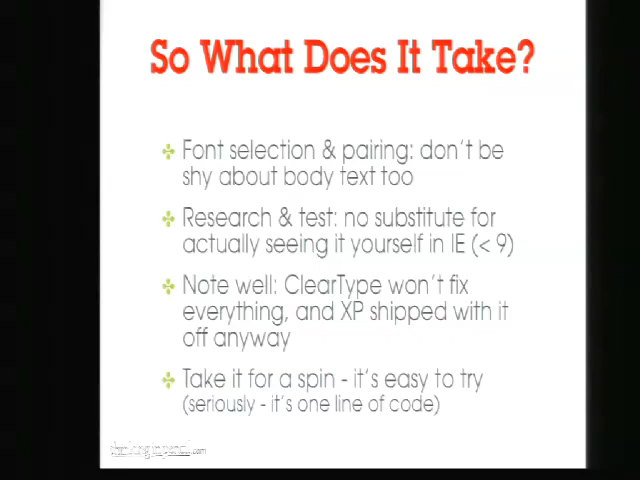 So What Does It Take?
Font selection & pairing: don't be
shy about body text too
Research & test: no substitute for
actually seeing it yourself in IE (< 9)
Note well: ClearType won't fix
everything, and XP shipped with it
off anyway
Take it for a spin - it's easy to try
(seriously - it's one line of code)